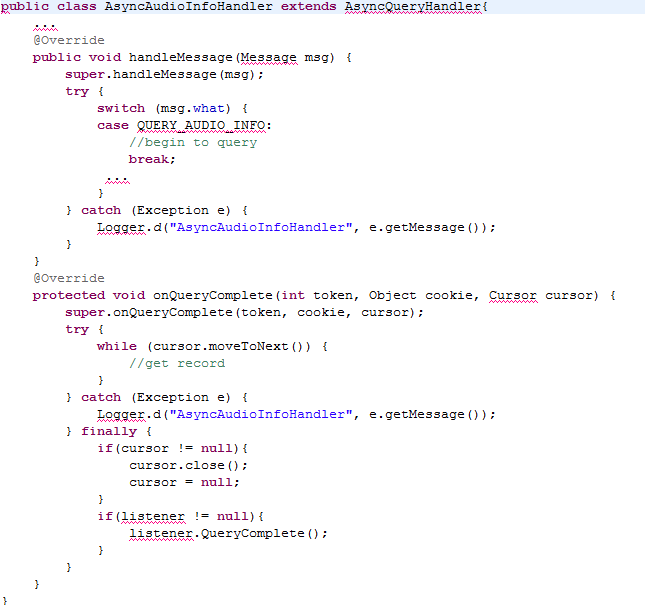 public class AsyncAudioInfoHandler extends AsyncQueryHandler{
    ...
    @Override
    public void handleMessage(Message msg) {
        super.handleMessage(msg);
        try {
            switch (msg.what) {
            case QUERY_AUDIO_INFO:
                //begin to query
                break;
             ...
            }
        } catch (Exception e) {
            Logger.d("AsyncAudioInfoHandler", e.getMessage());
        }
    }
    @Override
    protected void onQueryComplete(int token, Object cookie, Cursor cursor) {
        super.onQueryComplete(token, cookie, cursor);
        try {
            while (cursor.moveToNext()) {
                //get record
            }
        } catch (Exception e) {
            Logger.d("AsyncAudioInfoHandler", e.getMessage());
        } finally {
            if(cursor != null){
                cursor.close();
                cursor = null;
            }
            if(listener != null){
                listener.QueryComplete();
            }
        }
    }
}